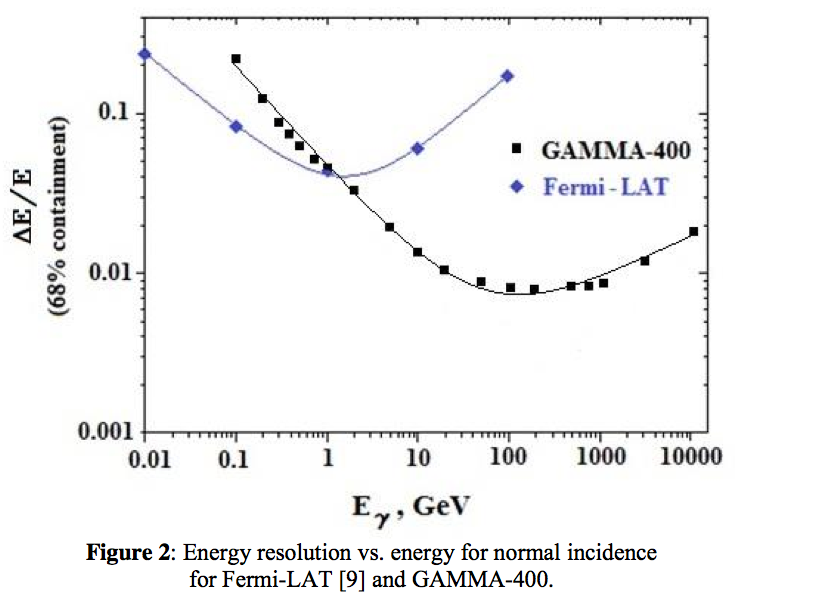 0.1
0.01
0.001
ΔE/E
(68% containment)
GAMMA-400
Fermi - LAT
0.01 0.1 1 10 100 1000 10000
Eγ, GeV
Figure 2: Energy resolution vs. energy for normal incidence
for Fermi-LAT [9] and GAMMA-400.